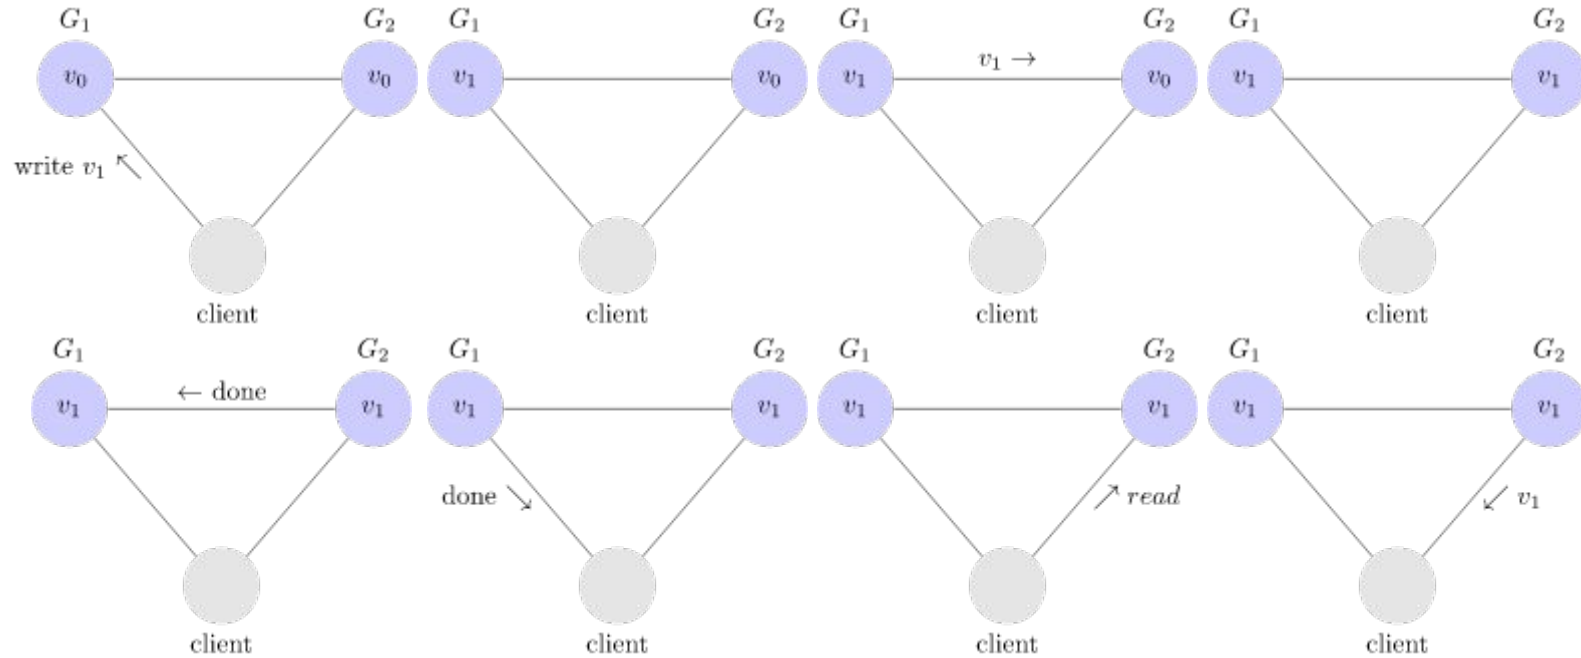 G₁ G₂ G₁ G₂ G₁ G₂ G₁ G₂
v₀ v₀ v₁ v₀ v₁ v₁ → v₀ v₁ v₁
write v₁ ↖
client client client client
G₁ G₂ G₁ G₂ G₁ G₂ G₁ G₂
v₁ ← done v₁ v₁ v₁ v₁ v₁ v₁ v₁
done ↘ ↗ read ↙ v₁
client client client client